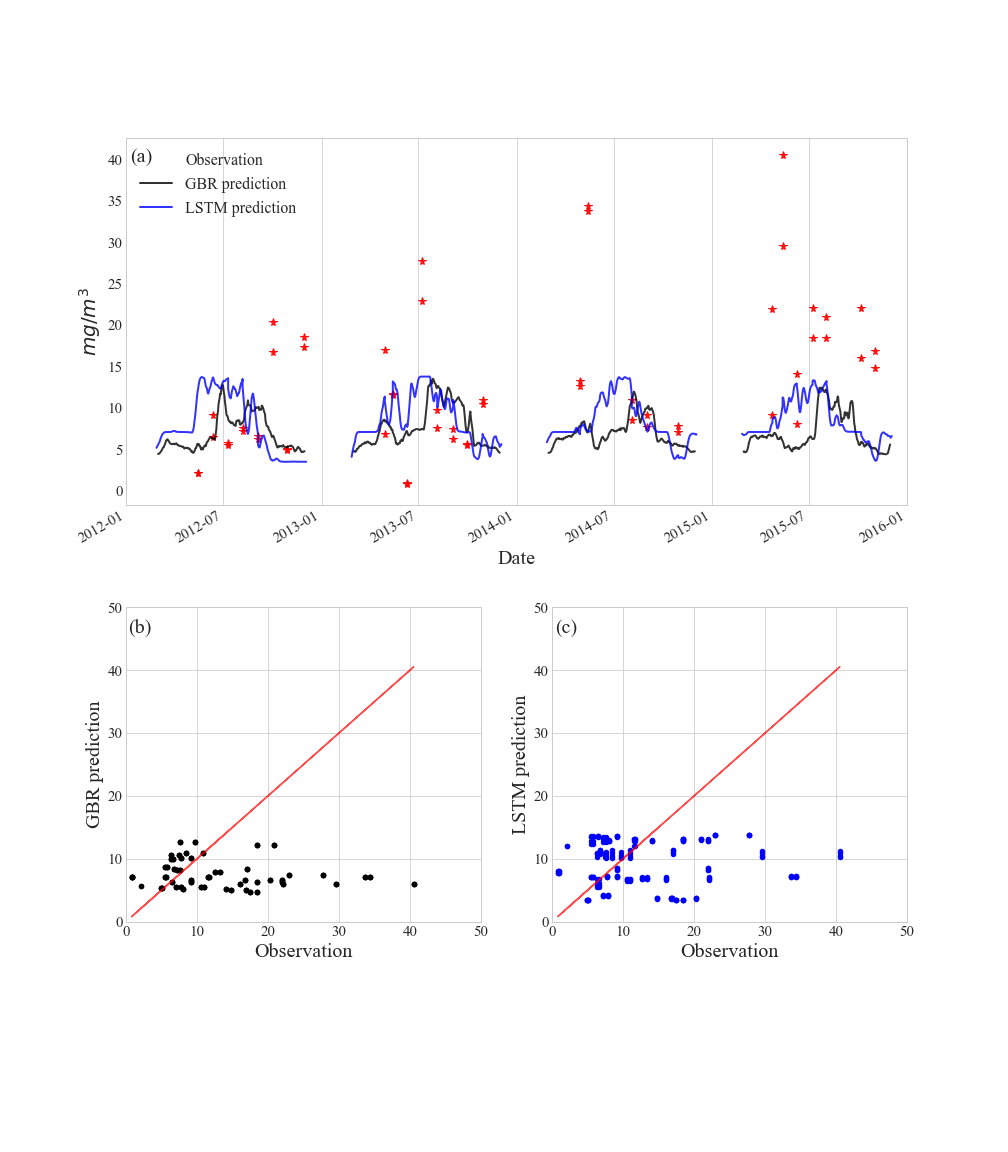 (a)
Observation
GBR prediction
LSTM prediction
40
35
30
25
20
15
10
5
0
mg/m^3
2012-01
2012-07
2013-01
2013-07
2014-01
2014-07
2015-01
2015-07
2016-01
Date
(b)
50
40
30
20
10
0
GBR prediction
0 10 20 30 40 50
Observation
(c)
50
40
30
20
10
0
LSTM prediction
0 10 20 30 40 50
Observation